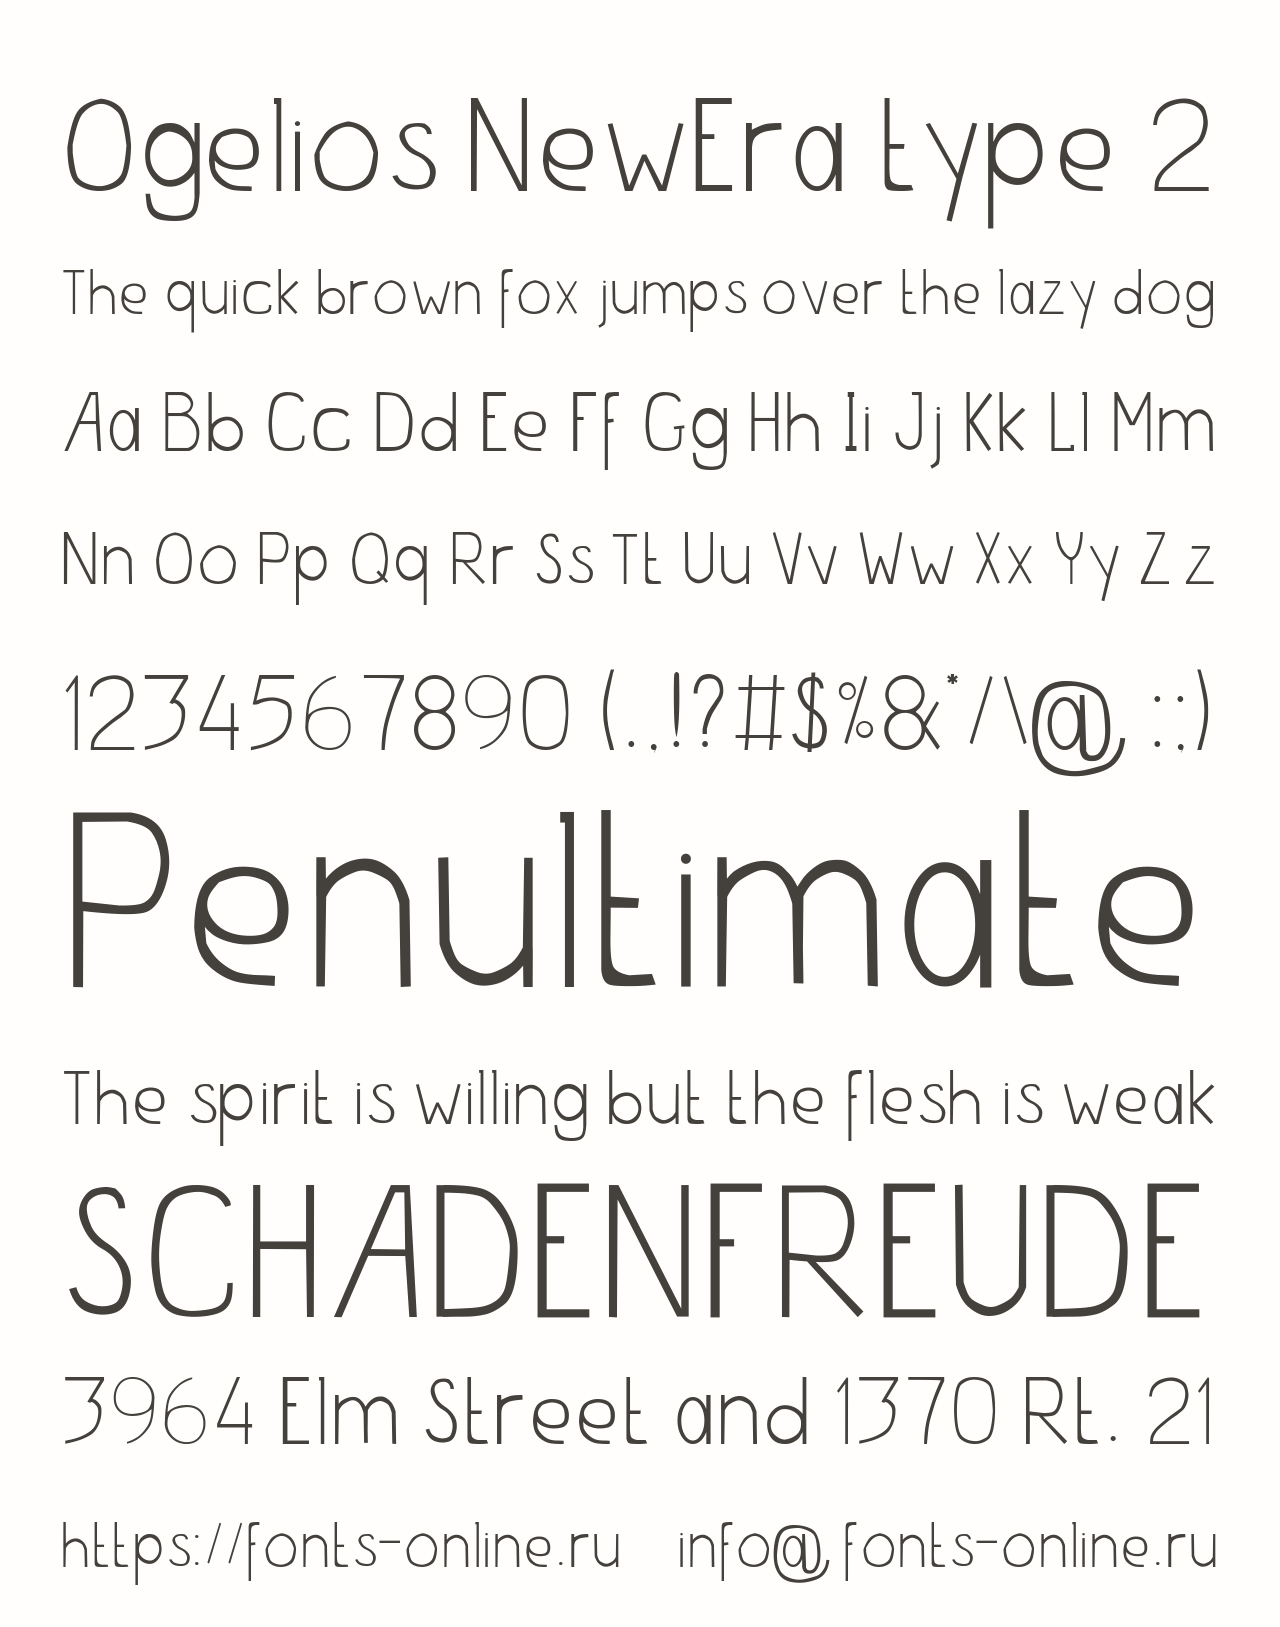 Ogelios NewEra type 2
The quick brown fox jumps over the lazy dog
Aa Bb Cc Dd Ee Ff Gg Hh Ii Jj Kk Ll Mm
Nn Oo Pp Qq Rr Ss Tt Uu Vv Ww Xx Yy Zz
1234567890 (.,!?#$%&*/\@ :;)
Penultimate
The spirit is willing but the flesh is weak
SCHADENFREUDE
3964 Elm Street and 1370 Rt. 21
https://fonts-online.ru info@fonts-online.ru